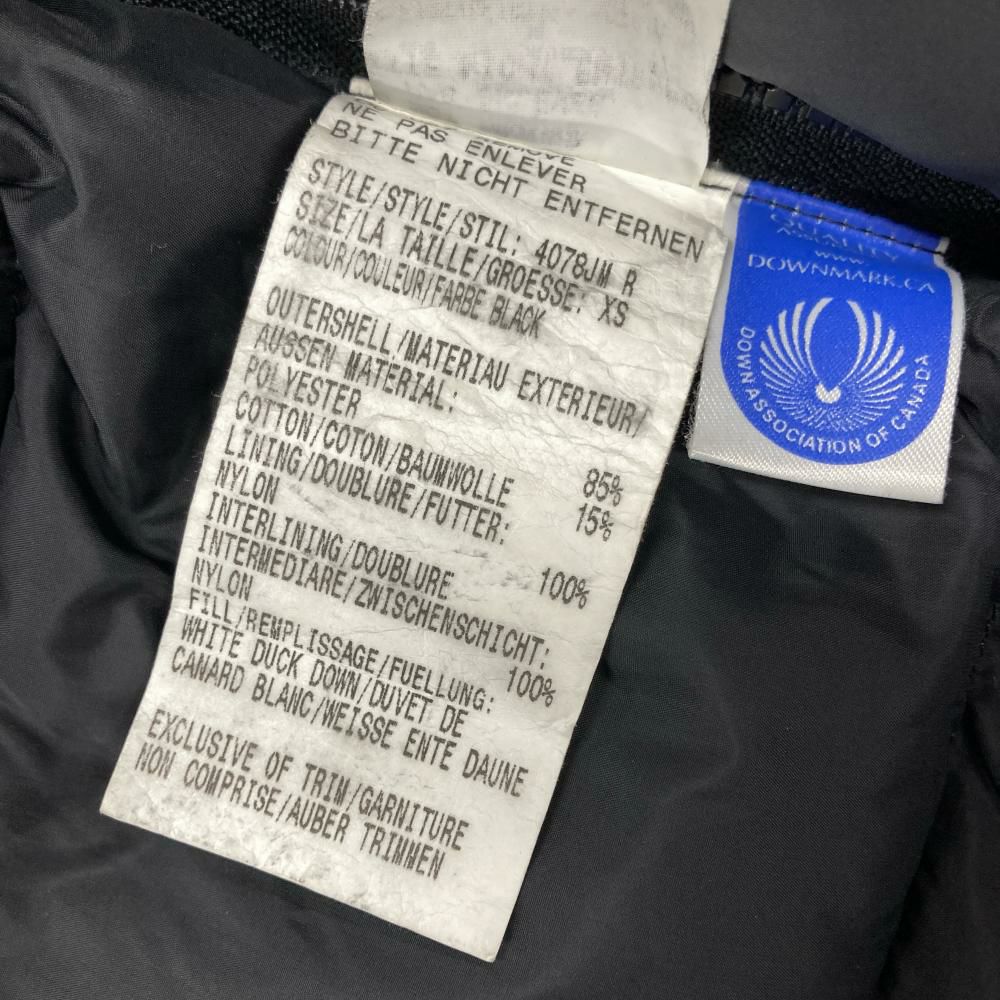 NE PAS ENLEVER
BITTE NICHT ENTFERNEN
STYLE/STYLE/STIL: 4078JM R
SIZE/LA TAILLE/GROESSE: XS
COLOUR/COULEUR/FARBE BLACK
OUTERSHELL/MATERIAU EXTERIEUR/
AUSSEN MATERIAL:
POLYESTER 85%
COTTON/COTON/BAUMWOLLE 15%
LINING/DOUBLURE/FUTTER:
NYLON 100%
INTERLINING/DOUBLURE
INTERMEDIARE/ZWISCHENSCHICHT:
NYLON 100%
FILL/REMPLISSAGE/FUELLUNG:
WHITE DUCK DOWN/DUVET DE
CANARD BLANC/WEISSE ENTE DAUNE
EXCLUSIVE OF TRIM/GARNITURE
NON COMPRISE/AUBER TRIMMEN
QUALITY
www.
DOWNMARK.CA
DOWN ASSOCIATION OF CANADA